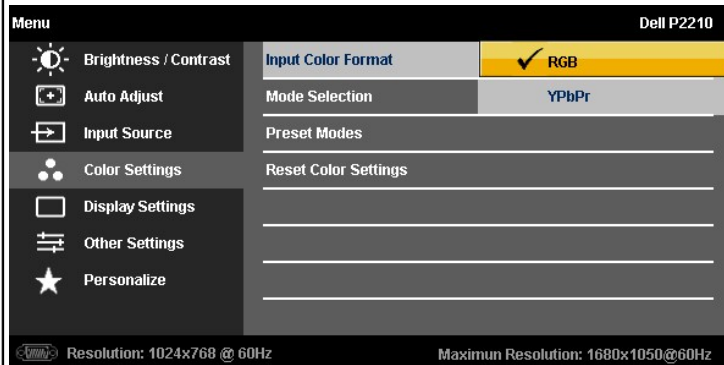 Menu Dell P2210
Brightness / Contrast Input Color Format RGB
Auto Adjust Mode Selection YPbPr
Input Source Preset Modes
Color Settings Reset Color Settings
Display Settings
Other Settings
Personalize
Resolution: 1024x768 @ 60Hz Maximun Resolution: 1680x1050@60Hz